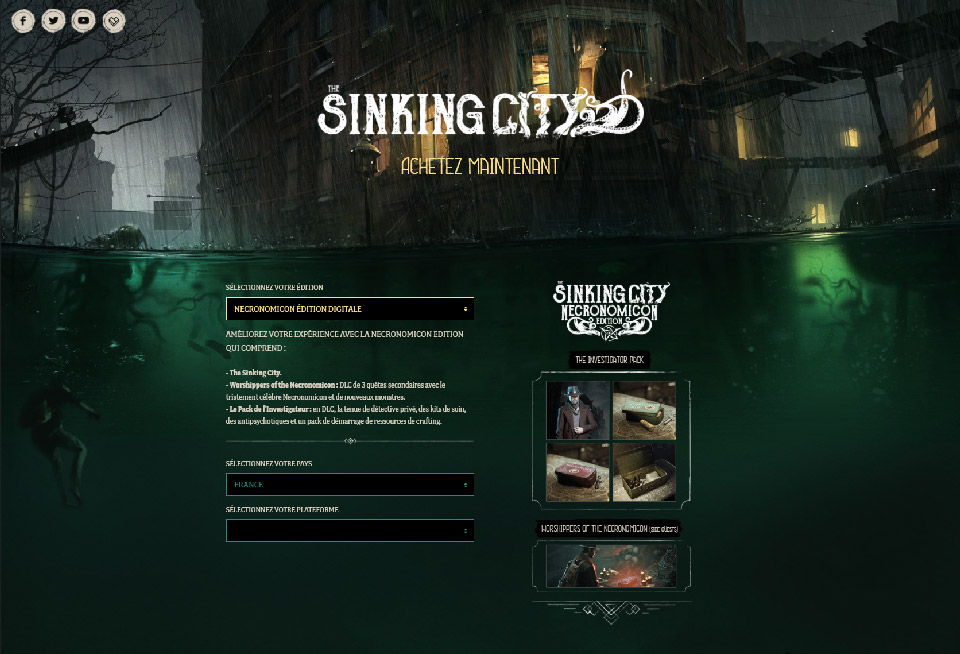 THE
SINKING CITY
ACHETEZ MAINTENANT
SÉLECTIONNEZ VOTRE ÉDITION
NECRONOMICON ÉDITION DIGITALE
AMÉLIOREZ VOTRE EXPÉRIENCE AVEC LA NECRONOMICON EDITION
QUI COMPREND :
- The Sinking City.
- Worshippers of the Necronomicon : DLC de 3 quêtes secondaires avec le
tristement célèbre Necronomicon et de nouveaux monstres.
- Le Pack de l'Investigateur : en DLC, la tenue de détective privé, des kits de soin,
des antipsychotiques et un pack de démarrage de ressources de crafting.
SÉLECTIONNEZ VOTRE PAYS
FRANCE
SÉLECTIONNEZ VOTRE PLATEFORME
THE
SINKING CITY
NECRONOMICON
EDITION
THE INVESTIGATOR PACK
WORSHIPPERS OF THE NECRONOMICON (SIDE QUESTS)